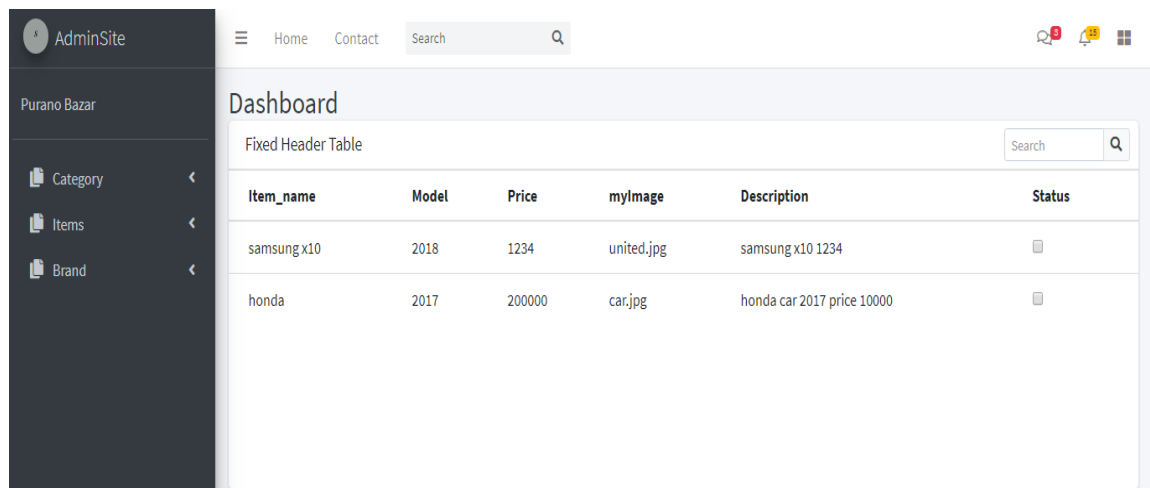 s AdminSite
Home Contact Search 3 15
Purano Bazar
Category
Items
Brand
Dashboard
Fixed Header Table Search
Item_name Model Price myImage Description Status
samsung x10 2018 1234 united.jpg samsung x10 1234
honda 2017 200000 car.jpg honda car 2017 price 10000